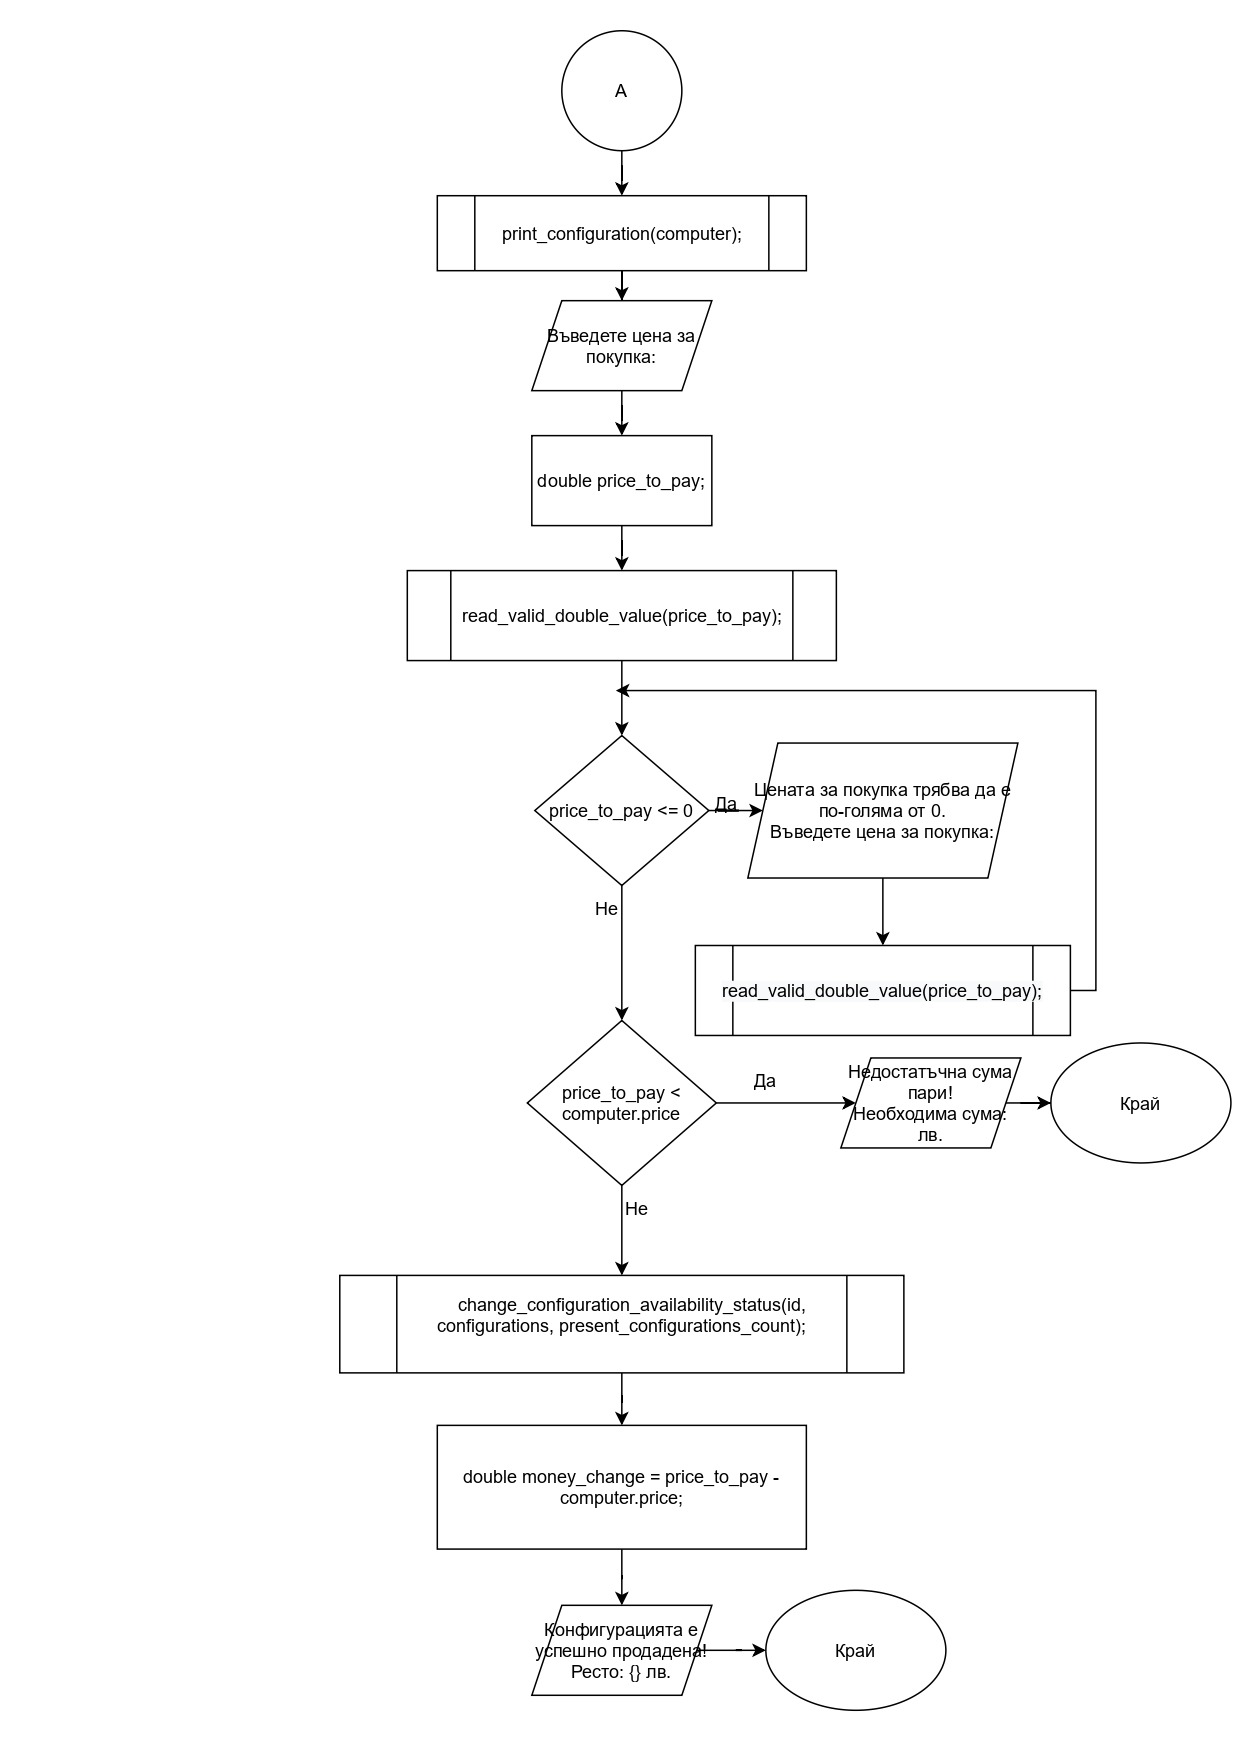 A
print_configuration(computer);
Въведете цена за
покупка:
double price_to_pay;
read_valid_double_value(price_to_pay);
price_to_pay <= 0
Да
Цената за покупка трябва да е
по-голяма от 0.
Въведете цена за покупка:
Не
read_valid_double_value(price_to_pay);
price_to_pay <
computer.price
Да
Недостатъчна сума
пари!
Необходима сума:
лв.
Край
Не
change_configuration_availability_status(id,
configurations, present_configurations_count);
double money_change = price_to_pay -
computer.price;
Конфигурацията е
успешно продадена!
Ресто: {} лв.
Край